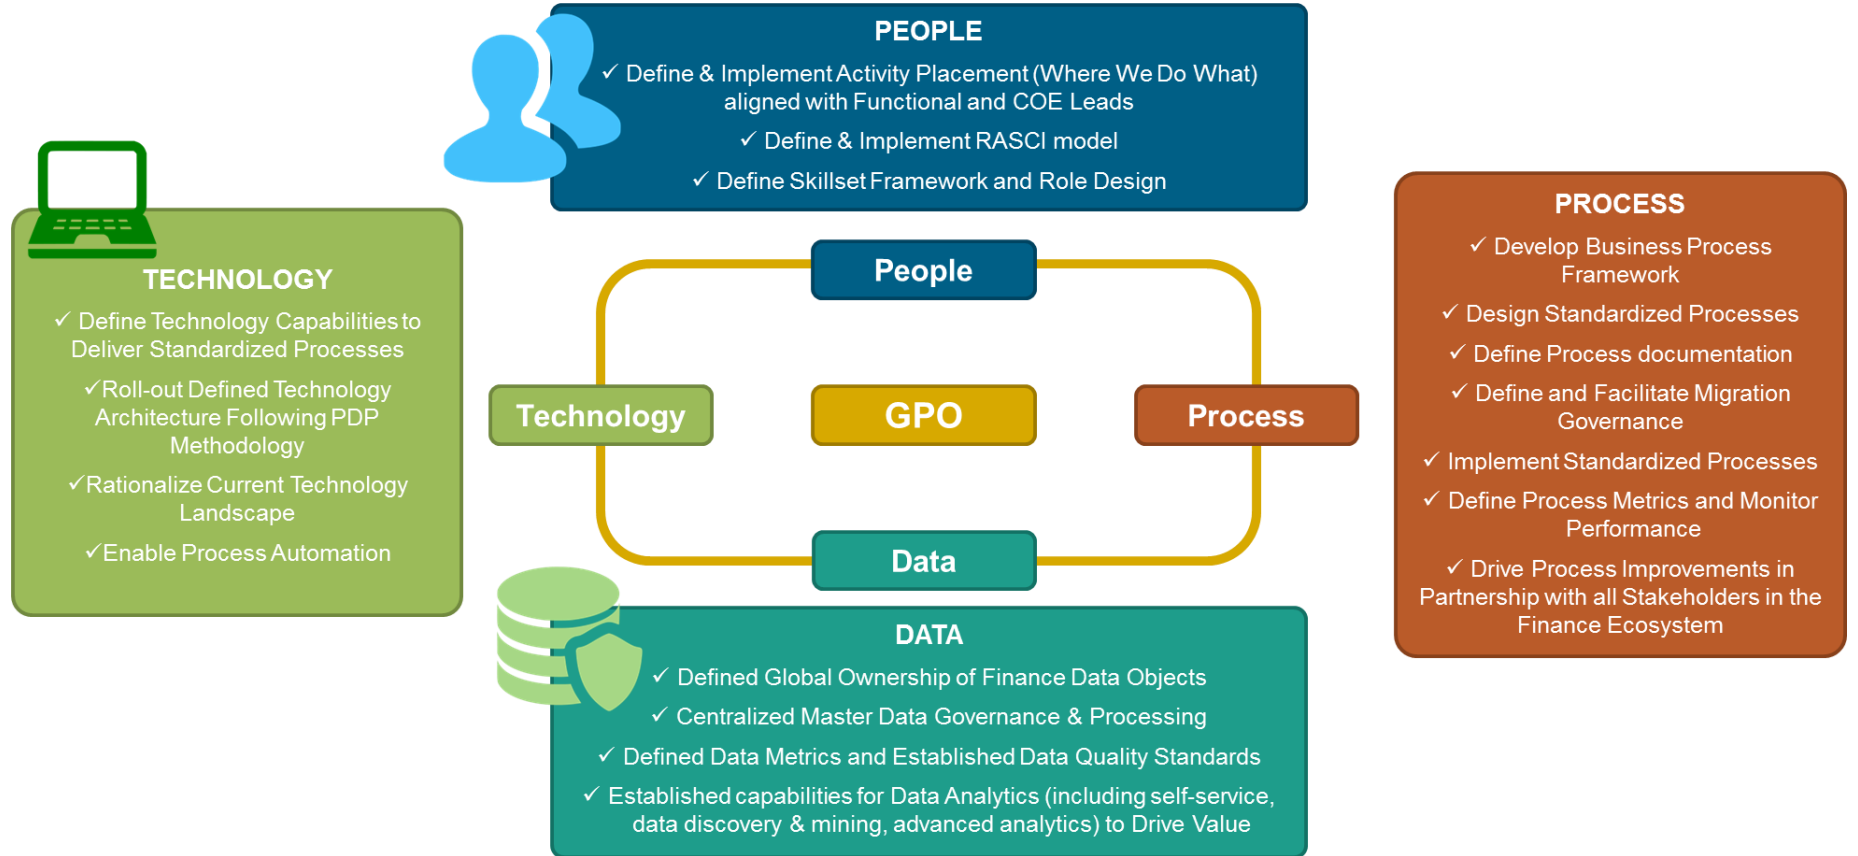 PEOPLE
✓ Define & Implement Activity Placement (Where We Do What)
aligned with Functional and COE Leads
✓ Define & Implement RASCI model
✓ Define Skillset Framework and Role Design
TECHNOLOGY
✓ Define Technology Capabilities to
Deliver Standardized Processes
✓Roll-out Defined Technology
Architecture Following PDP
Methodology
✓Rationalize Current Technology
Landscape
✓Enable Process Automation
People
Technology
GPO
Process
Data
PROCESS
✓ Develop Business Process
Framework
✓ Design Standardized Processes
✓ Define Process documentation
✓ Define and Facilitate Migration
Governance
✓ Implement Standardized Processes
✓ Define Process Metrics and Monitor
Performance
✓ Drive Process Improvements in
Partnership with all Stakeholders in the
Finance Ecosystem
DATA
✓ Defined Global Ownership of Finance Data Objects
✓ Centralized Master Data Governance & Processing
✓ Defined Data Metrics and Established Data Quality Standards
✓ Established capabilities for Data Analytics (including self-service,
data discovery & mining, advanced analytics) to Drive Value